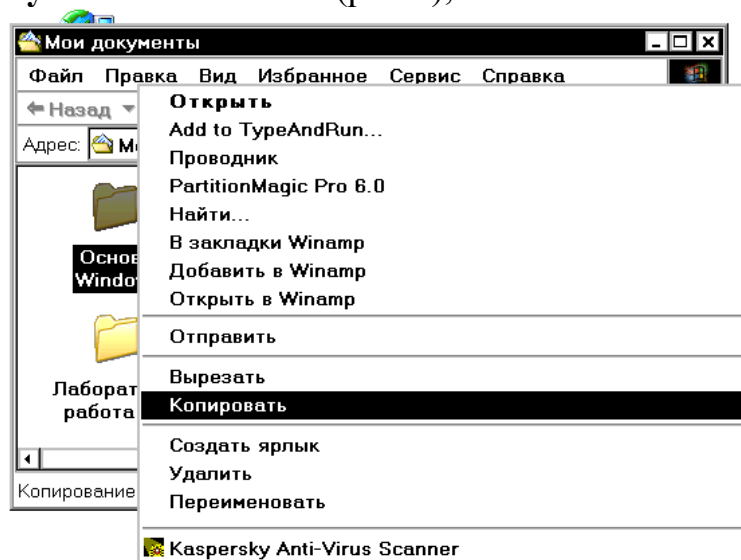 Мои документы
Файл Правка Вид Избранное Сервис Справка
Назад
Адрес:
Открыть
Add to TypeAndRun...
Проводник
PartitionMagic Pro 6.0
Найти...
В закладки Winamp
Добавить в Winamp
Открыть в Winamp
Отправить
Вырезать
Копировать
Создать ярлык
Удалить
Переименовать
Kaspersky Anti-Virus Scanner
Основ
Windo
Лаборат
работа
Копирование